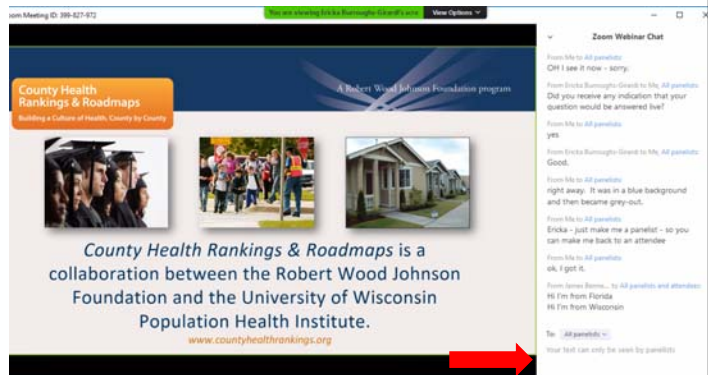 oom Meeting ID: 399-827-972
You are viewing Ericka Burroughs-Girardi's screen
View Options
County Health
Rankings & Roadmaps
Building a Culture of Health, County by County
A Robert Wood Johnson Foundation program
County Health Rankings & Roadmaps is a
collaboration between the Robert Wood Johnson
Foundation and the University of Wisconsin
Population Health Institute.
www.countyhealthrankings.org
Zoom Webinar Chat
From Me to All panelists:
OH I see it now - sorry.
From Ericka Burroughs-Girardi to Me, All panelists:
Did you receive any indication that your
question would be answered live?
From Me to All panelists:
yes
From Ericka Burroughs-Girardi to Me, All panelists:
Good.
From Me to All panelists:
right away. It was in a blue background
and then became grey-out.
From Me to All panelists:
Ericka - just make me a panelist - so you
can make me back to an attendee
From Me to All panelists:
ok, I got it.
From James Benne... to All panelists and attendees:
Hi I'm from Florida
Hi I'm from Wisconsin
To: All panelists
Your text can only be seen by panelists